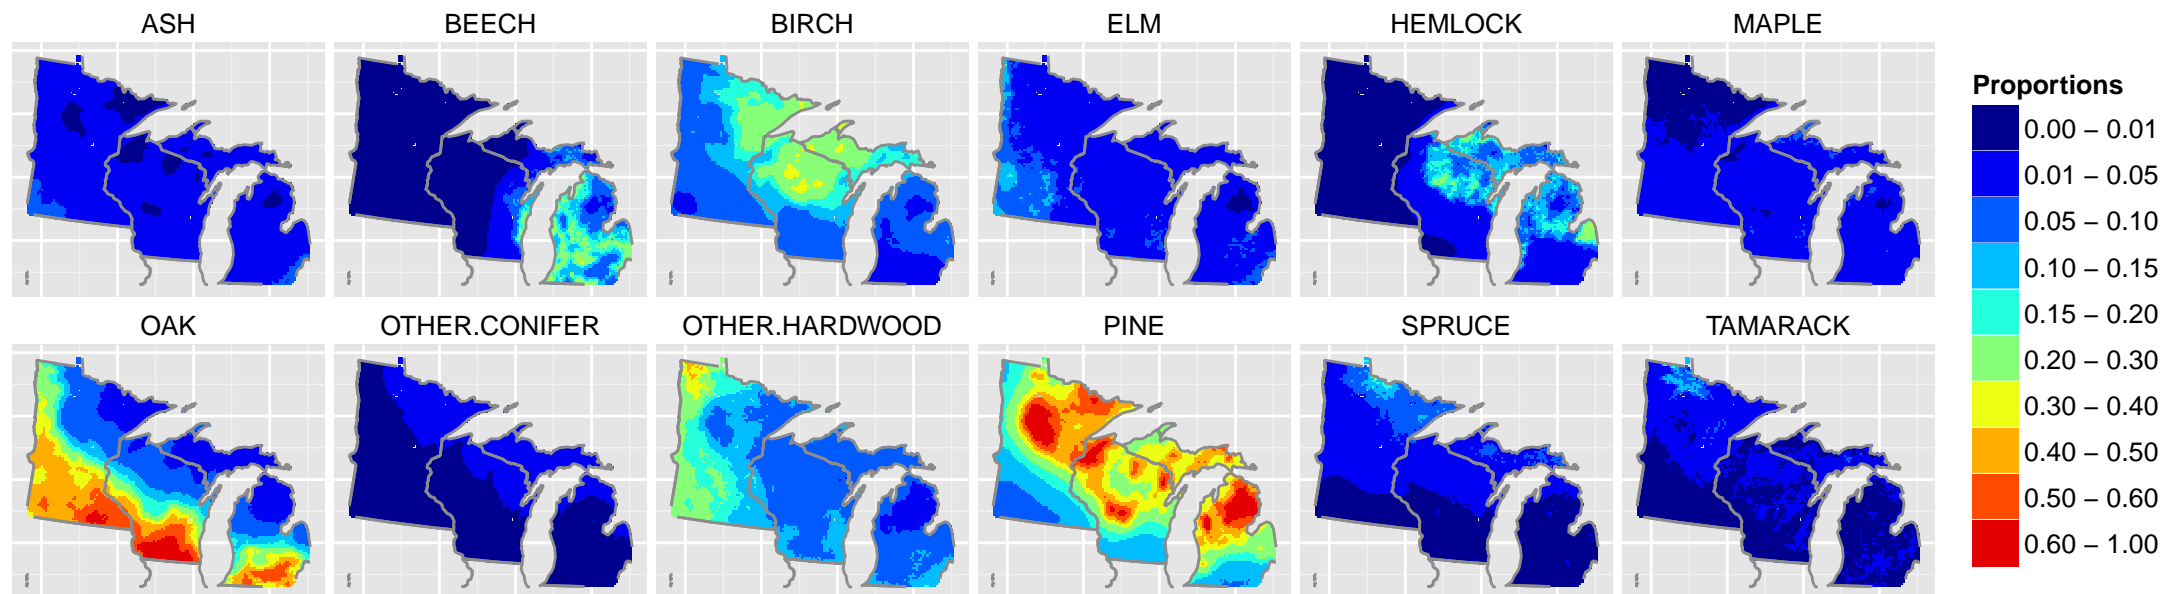 ASH BEECH BIRCH ELM HEMLOCK MAPLE
OAK OTHER.CONIFER OTHER.HARDWOOD PINE SPRUCE TAMARACK
Proportions
0.00 – 0.01
0.01 – 0.05
0.05 – 0.10
0.10 – 0.15
0.15 – 0.20
0.20 – 0.30
0.30 – 0.40
0.40 – 0.50
0.50 – 0.60
0.60 – 1.00